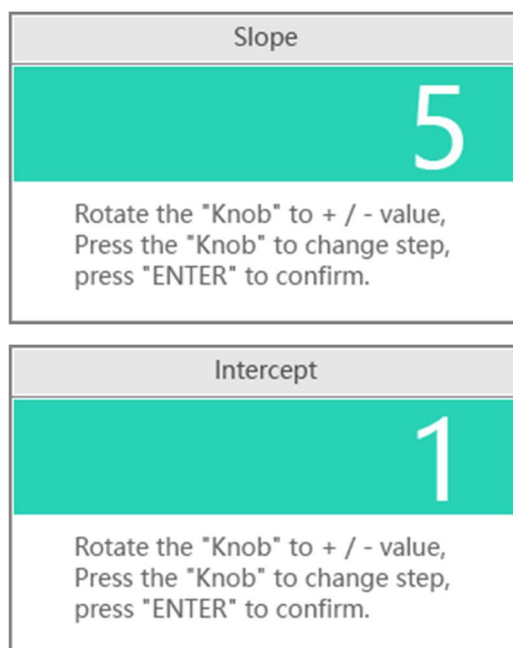 Slope
5
Rotate the "Knob" to + / - value,
Press the "Knob" to change step,
press "ENTER" to confirm.
Intercept
1
Rotate the "Knob" to + / - value,
Press the "Knob" to change step,
press "ENTER" to confirm.